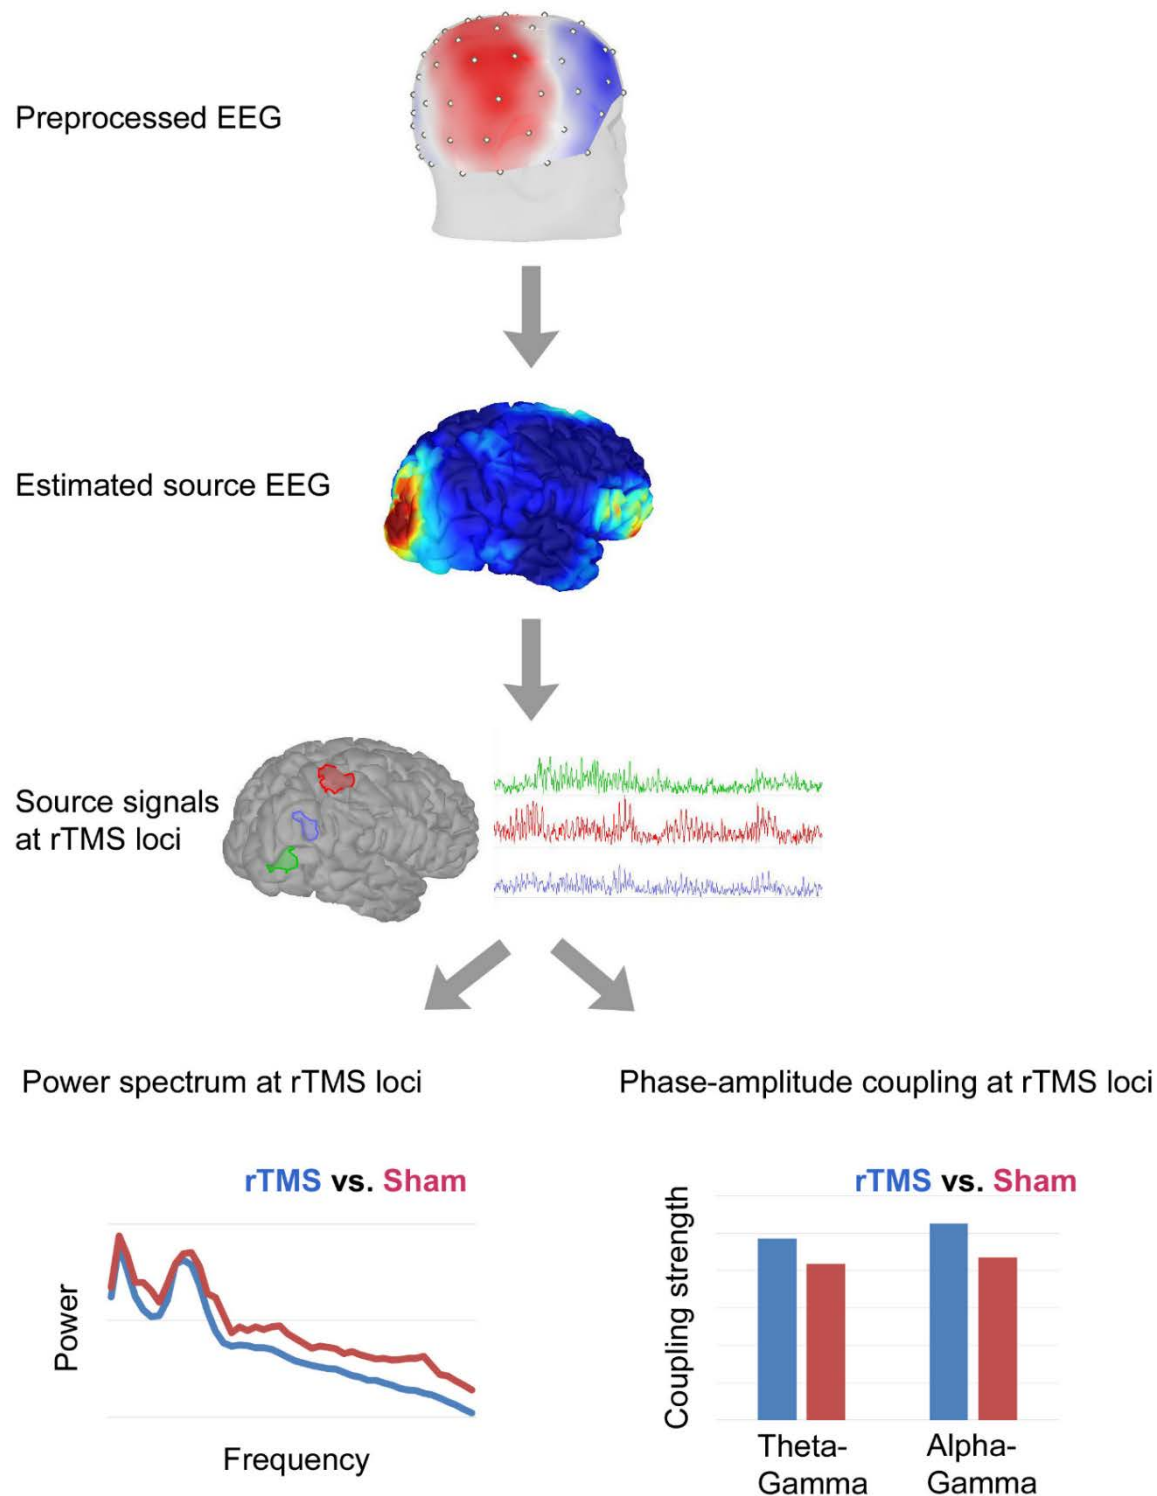 Preprocessed EEG
Estimated source EEG
Source signals
at rTMS loci
Power spectrum at rTMS loci
Phase-amplitude coupling at rTMS loci
rTMS vs. Sham
Power
Frequency
rTMS vs. Sham
Coupling strength
Theta-
Gamma
Alpha-
Gamma